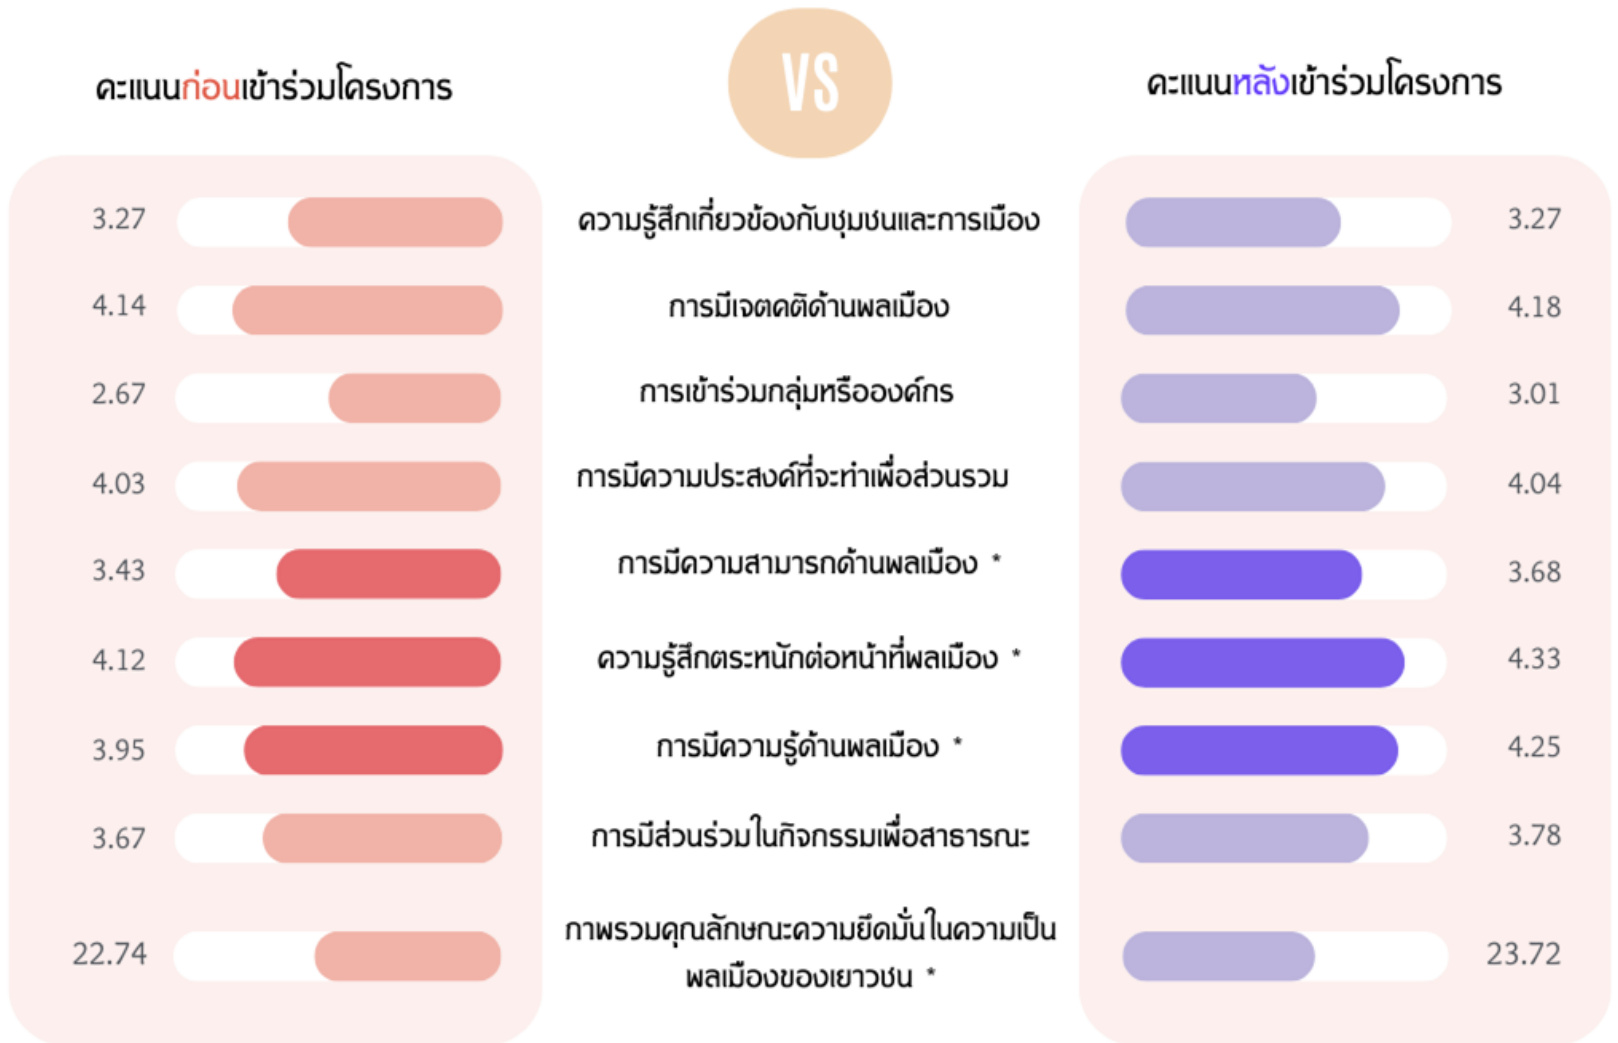 VS
คะแนนก่อนเข้าร่วมโครงการ
คะแนนหลังเข้าร่วมโครงการ
3.27 ความรู้สึกเกี่ยวข้องกับชุมชนและการเมือง 3.27
4.14 การมีเจตคติด้านพลเมือง 4.18
2.67 การเข้าร่วมกลุ่มหรือองค์กร 3.01
4.03 การมีความประสงค์ที่จะทำเพื่อส่วนรวม 4.04
3.43 การมีความสามารถด้านพลเมือง * 3.68
4.12 ความรู้สึกตระหนักต่อหน้าที่พลเมือง * 4.33
3.95 การมีความรู้ด้านพลเมือง * 4.25
3.67 การมีส่วนร่วมในกิจกรรมเพื่อสาธารณะ 3.78
22.74 ภาพรวมคุณลักษณะความยึดมั่นในความเป็น 23.72
พลเมืองของเยาวชน *